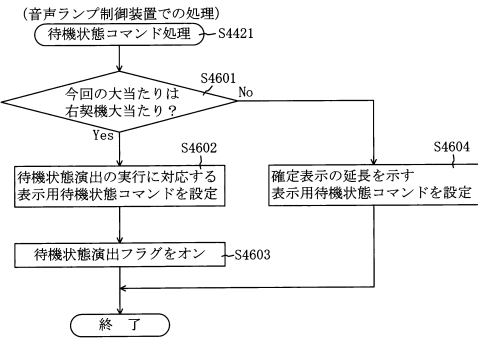 （音声ランプ制御装置での処理）
待機状態コマンド処理
S4421
S4601
今回の大当たりは
右契機大当たり？
No
Yes
S4602
待機状態演出の実行に対応する
表示用待機状態コマンドを設定
S4604
確定表示の延長を示す
表示用待機状態コマンドを設定
待機状態演出フラグをオン
S4603
終 了